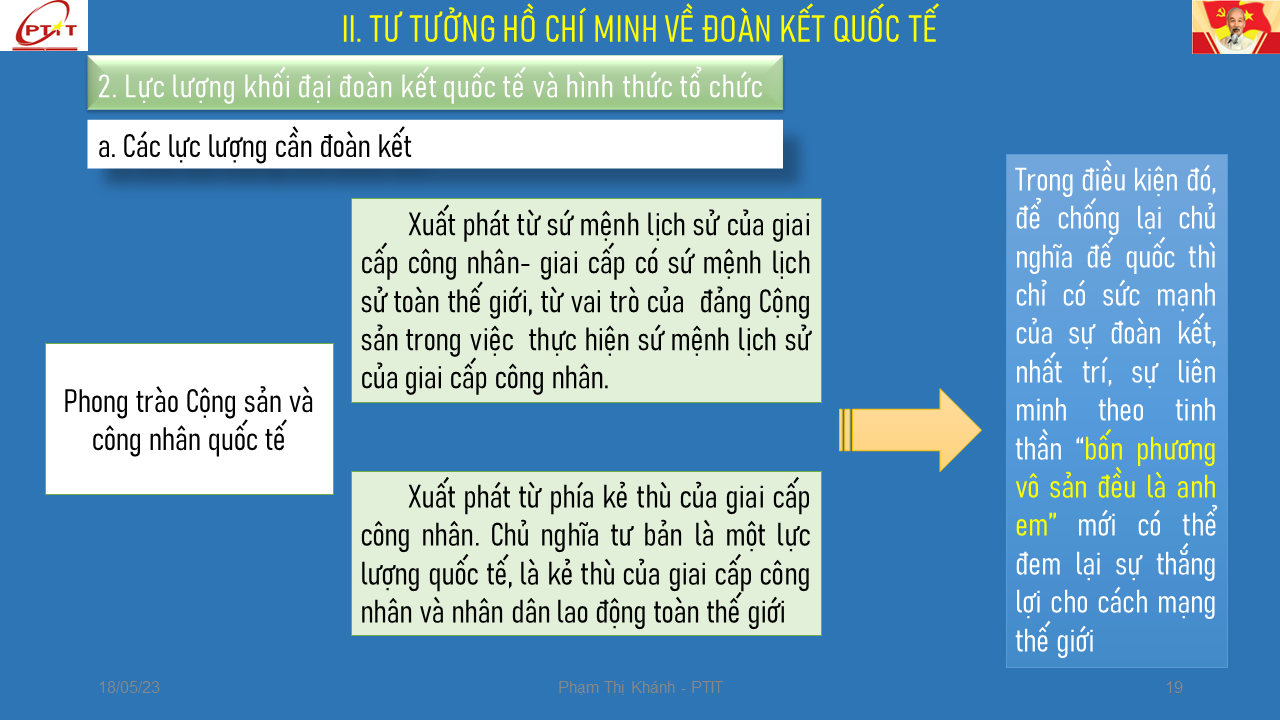 PTIT
II. TƯ TƯỞNG HỒ CHÍ MINH VỀ ĐOÀN KẾT QUỐC TẾ
2. Lực lượng khối đại đoàn kết quốc tế và hình thức tổ chức
a. Các lực lượng cần đoàn kết
Phong trào Cộng sản và
công nhân quốc tế
Xuất phát từ sứ mệnh lịch sử của giai
cấp công nhân- giai cấp có sứ mệnh lịch
sử toàn thế giới, từ vai trò của đảng Cộng
sản trong việc thực hiện sứ mệnh lịch sử
của giai cấp công nhân.
Xuất phát từ phía kẻ thù của giai cấp
công nhân. Chủ nghĩa tư bản là một lực
lượng quốc tế, là kẻ thù của giai cấp công
nhân và nhân dân lao động toàn thế giới
Trong điều kiện đó,
để chống lại chủ
nghĩa đế quốc thì
chỉ có sức mạnh
của sự đoàn kết,
nhất trí, sự liên
minh theo tinh
thần “bốn phương
vô sản đều là anh
em” mới có thể
đem lại sự thắng
lợi cho cách mạng
thế giới
18/05/23
Phạm Thị Khánh - PTIT
19